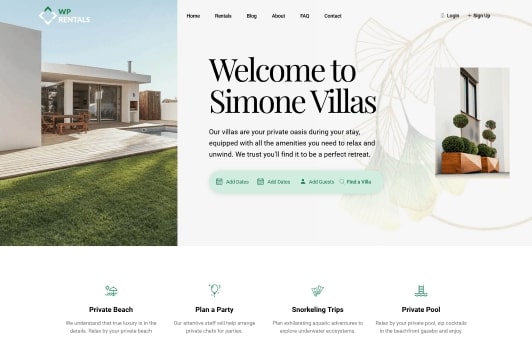 WP
RENTALS
Home Rentals Blog About FAQ Contact Login Sign Up
Welcome to
Simone Villas
Our villas are your private oasis during your stay,
equipped with all the amenities you need to relax and
unwind. We trust you'll find it to be a perfect retreat.
Add Dates Add Dates Add Guests Find a Villa
Private Beach Plan a Party Snorkeling Trips Private Pool
We understand that true luxury is in the Our attentive staff will help arrange Plan exhilarating aquatic adventures to Relax by your private pool, sip cocktails
details. Relax by your private beach private chefs for parties. explore underwater ecosystems. in the beachfront gazebo and enjoy.